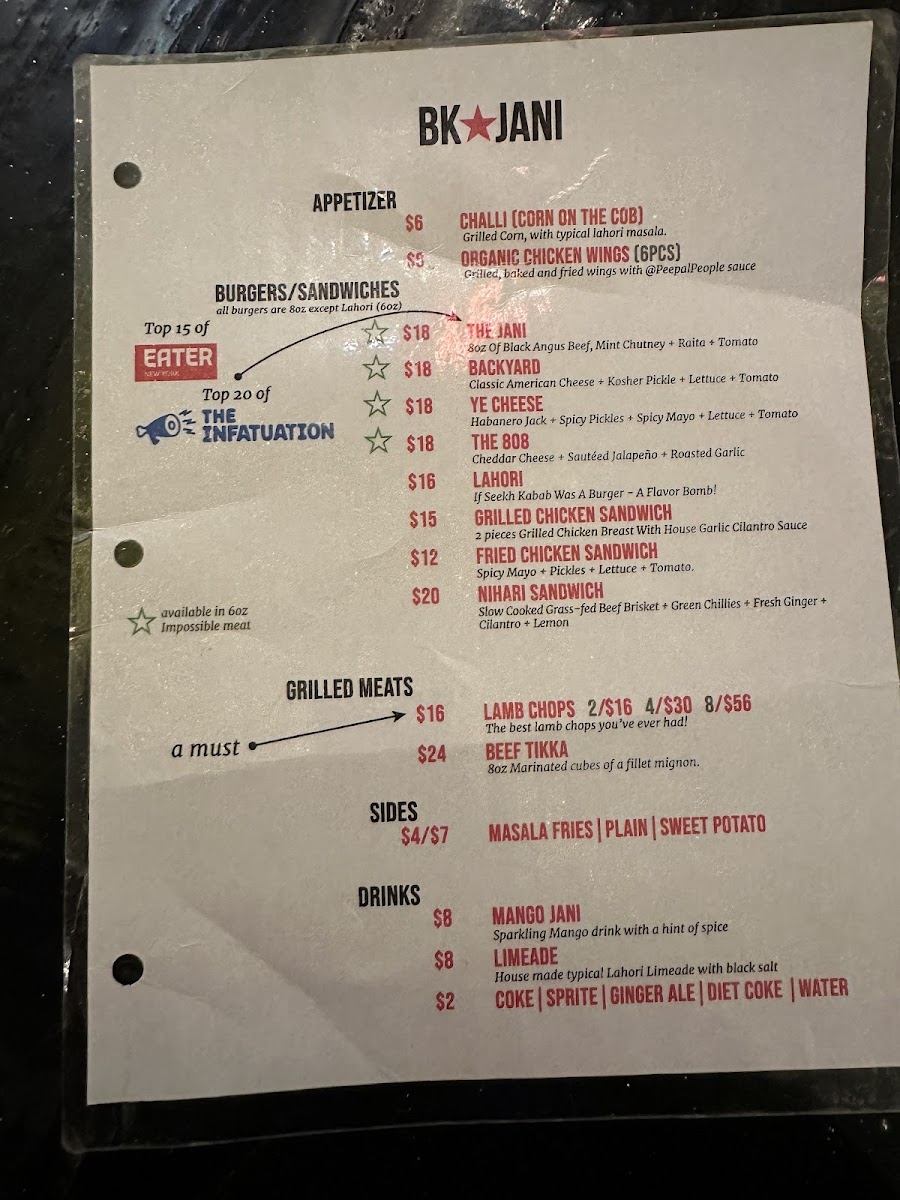 BK★JANI
APPETIZER
$6 CHALLI (CORN ON THE COB)
Grilled Corn, with typical lahori masala.
ORGANIC CHICKEN WINGS (6PCS)
Grilled, baked and fried wings with @PeepalPeople sauce
BURGERS/SANDWICHES
all burgers are 8oz except Lahori (6oz)
Top 15 of
EATER
NEW YORK
Top 20 of
THE
INFATUATION
☆ $18 THE JANI
8oz Of Black Angus Beef, Mint Chutney + Raita + Tomato
☆ $18 BACKYARD
Classic American Cheese + Kosher Pickle + Lettuce + Tomato
☆ $18 YE CHEESE
Habanero Jack + Spicy Pickles + Spicy Mayo + Lettuce + Tomato
☆ $18 THE 808
Cheddar Cheese + Sautéed Jalapeño + Roasted Garlic
$16 LAHORI
If Seekh Kabab Was A Burger - A Flavor Bomb!
$15 GRILLED CHICKEN SANDWICH
2 pieces Grilled Chicken Breast With House Garlic Cilantro Sauce
$12 FRIED CHICKEN SANDWICH
Spicy Mayo + Pickles + Lettuce + Tomato.
$20 NIHARI SANDWICH
Slow Cooked Grass-fed Beef Brisket + Green Chillies + Fresh Ginger +
Cilantro + Lemon
☆ available in 6oz
Impossible meat
GRILLED MEATS
a must
$16 LAMB CHOPS 2/$16 4/$30 8/$56
The best lamb chops you've ever had!
$24 BEEF TIKKA
8oz Marinated cubes of a fillet mignon.
SIDES
$4/$7 MASALA FRIES | PLAIN | SWEET POTATO
DRINKS
$8 MANGO JANI
Sparkling Mango drink with a hint of spice
$8 LIMEADE
House made typical Lahori Limeade with black salt
$2 COKE | SPRITE | GINGER ALE | DIET COKE | WATER